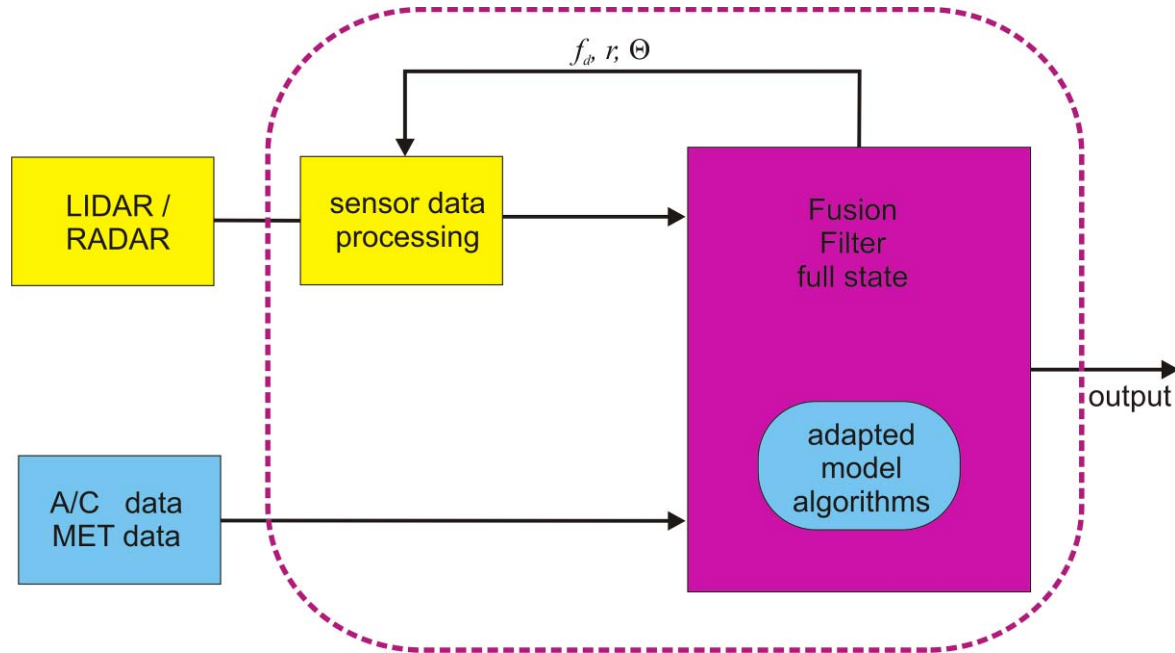 f_d, r, Θ
LIDAR /
RADAR
sensor data
processing
Fusion
Filter
full state
output
adapted
model
algorithms
A/C data
MET data